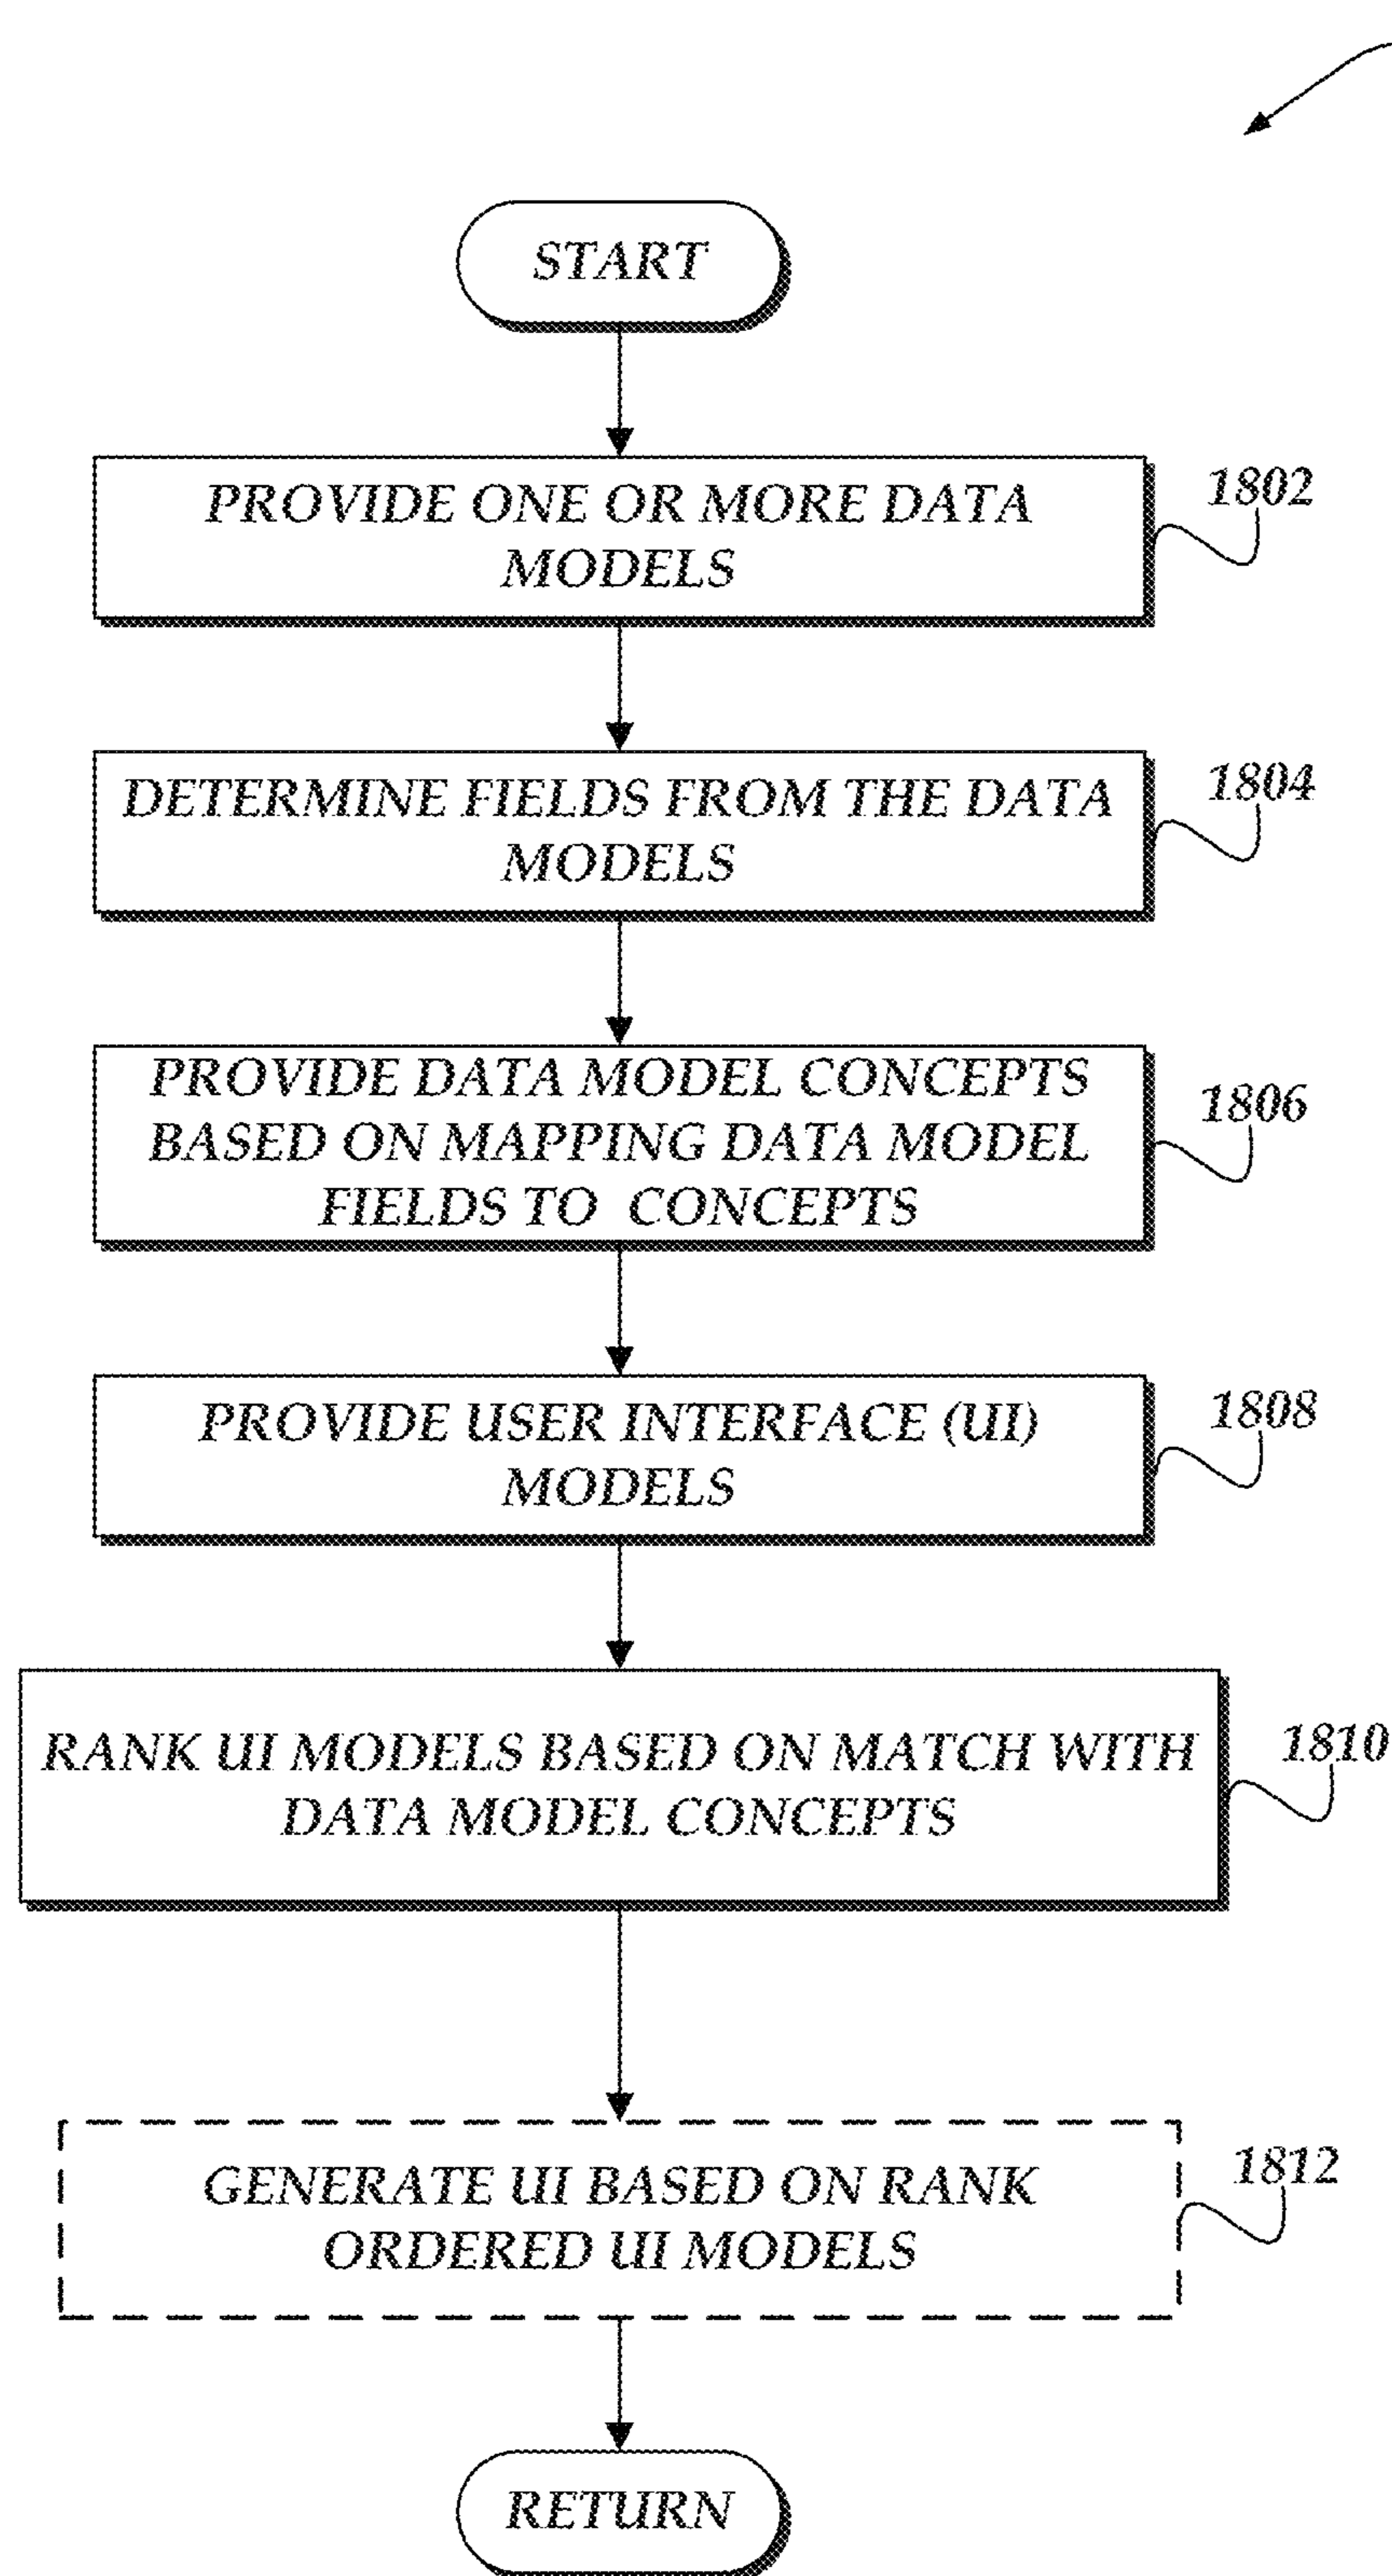 START
PROVIDE ONE OR MORE DATA
MODELS
1802
DETERMINE FIELDS FROM THE DATA
MODELS
1804
PROVIDE DATA MODEL CONCEPTS
BASED ON MAPPING DATA MODEL
FIELDS TO CONCEPTS
1806
PROVIDE USER INTERFACE (UI)
MODELS
1808
RANK UI MODELS BASED ON MATCH WITH
DATA MODEL CONCEPTS
1810
GENERATE UI BASED ON RANK
ORDERED UI MODELS
1812
RETURN